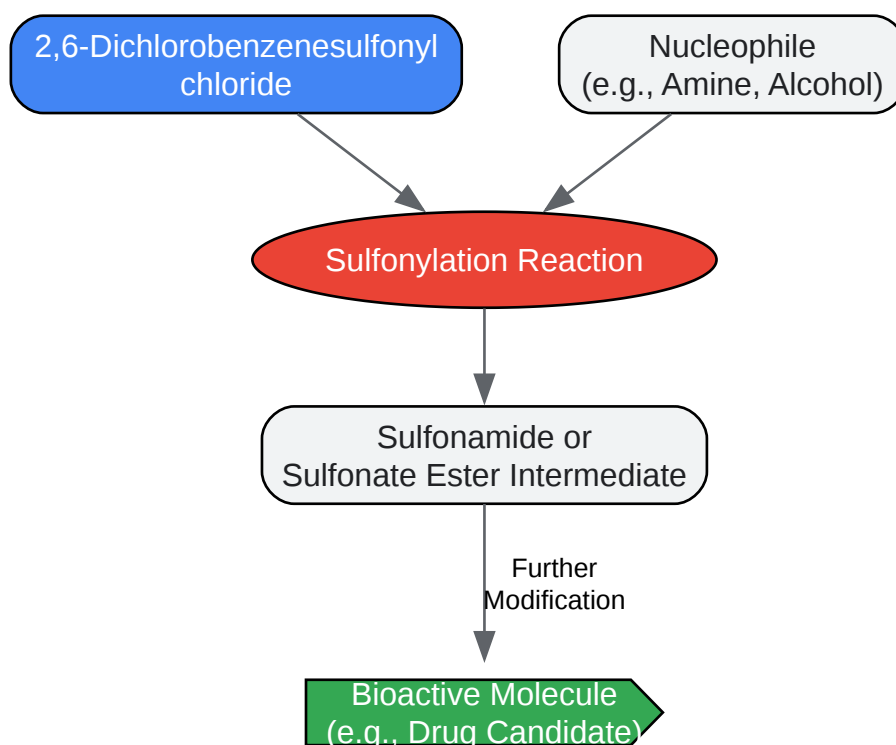 2,6-Dichlorobenzenesulfonyl
chloride
Nucleophile
(e.g., Amine, Alcohol)
Sulfonylation Reaction
Sulfonamide or
Sulfonate Ester Intermediate
Further
Modification
Bioactive Molecule
(e.g., Drug Candidate)